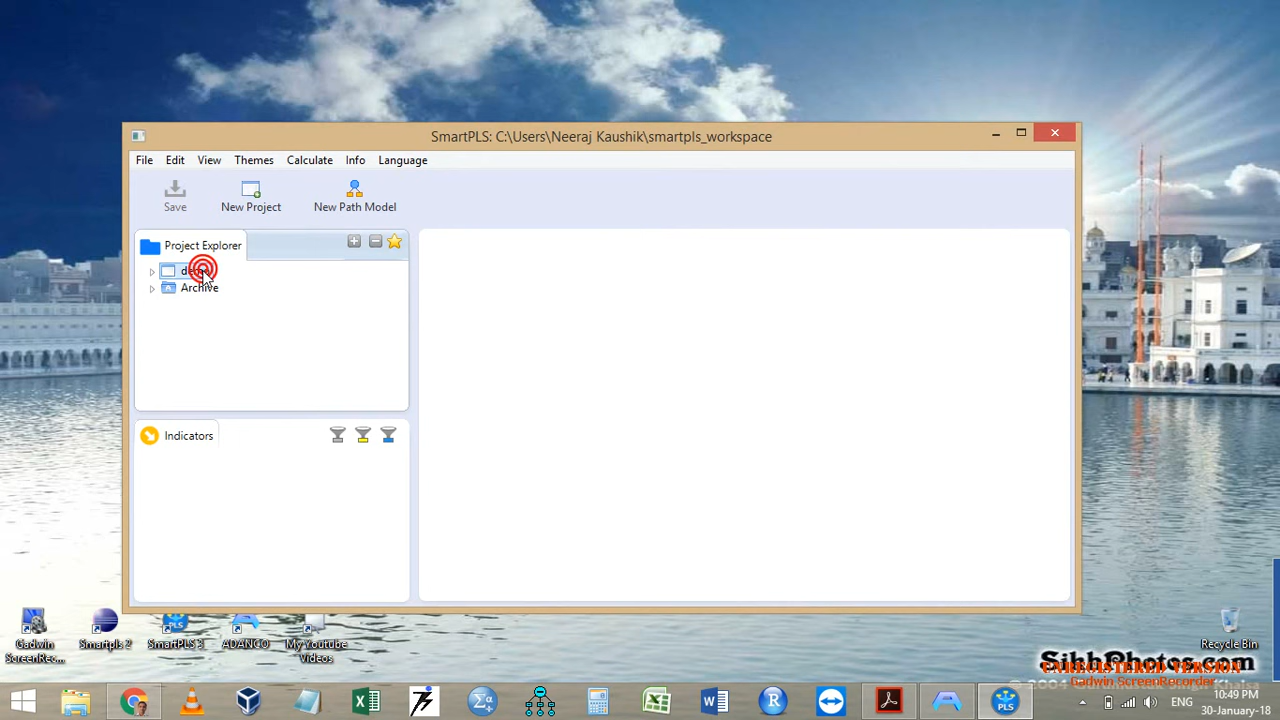 SmartPLS: C:\Users\Neeraj Kaushik\smartpls_workspace
File Edit View Themes Calculate Info Language
Save New Project New Path Model
Project Explorer
Archive
Indicators
Gadwin ScreenRec...
Smartpls 2
SmartPLS 3
ADANCO
My Youtube Videos
Recycle Bin
SikhPhotos.com
UNREGISTERED VERSION
Gadwin ScreenRecorder
ENG
10:49 PM
30-January-18